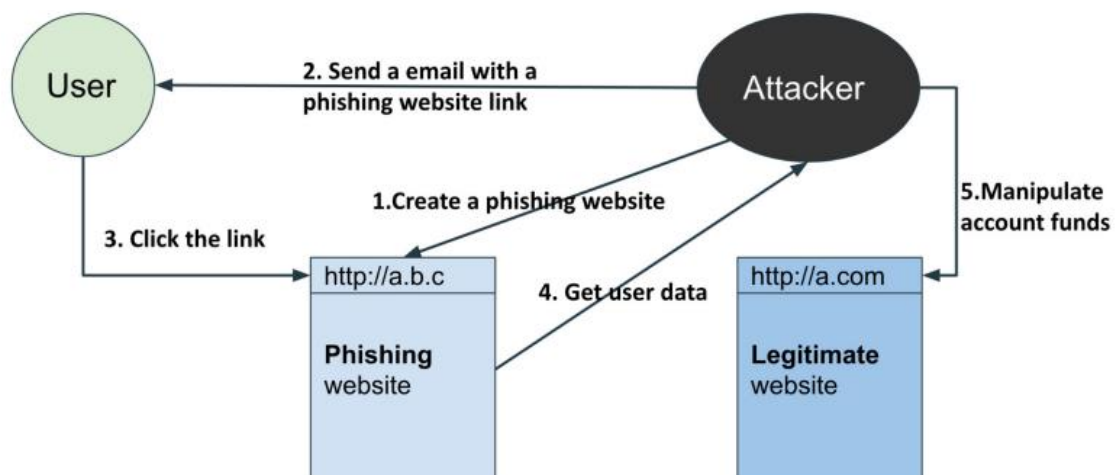 User
2. Send a email with a
phishing website link
Attacker
1.Create a phishing website
5.Manipulate
account funds
3. Click the link
http://a.b.c
4. Get user data
http://a.com
Phishing
website
Legitimate
website